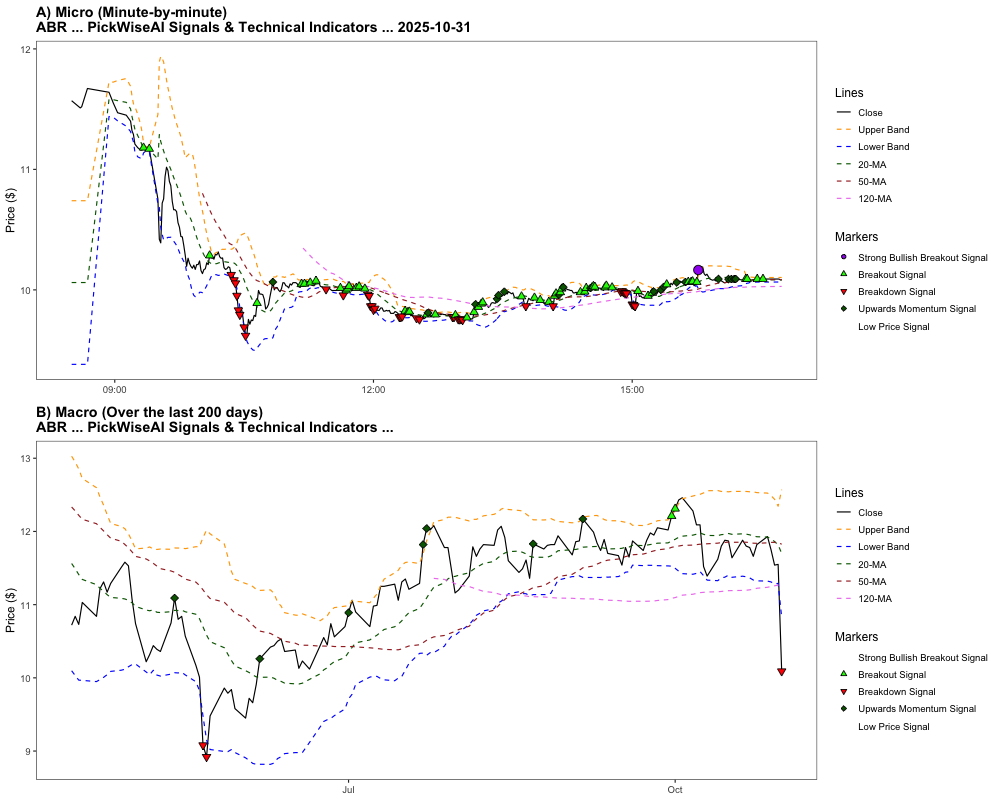 A) Micro (Minute-by-minute)
ABR ... PickWiseAI Signals & Technical Indicators ... 2025-10-31
12
11
10
Price ($)
09:00
12:00
15:00
Lines
Close
Upper Band
Lower Band
20-MA
50-MA
120-MA
Markers
Strong Bullish Breakout Signal
Breakout Signal
Breakdown Signal
Upwards Momentum Signal
Low Price Signal
B) Macro (Over the last 200 days)
ABR ... PickWiseAI Signals & Technical Indicators ...
13
12
11
10
9
Price ($)
Jul
Oct
Lines
Close
Upper Band
Lower Band
20-MA
50-MA
120-MA
Markers
Strong Bullish Breakout Signal
Breakout Signal
Breakdown Signal
Upwards Momentum Signal
Low Price Signal